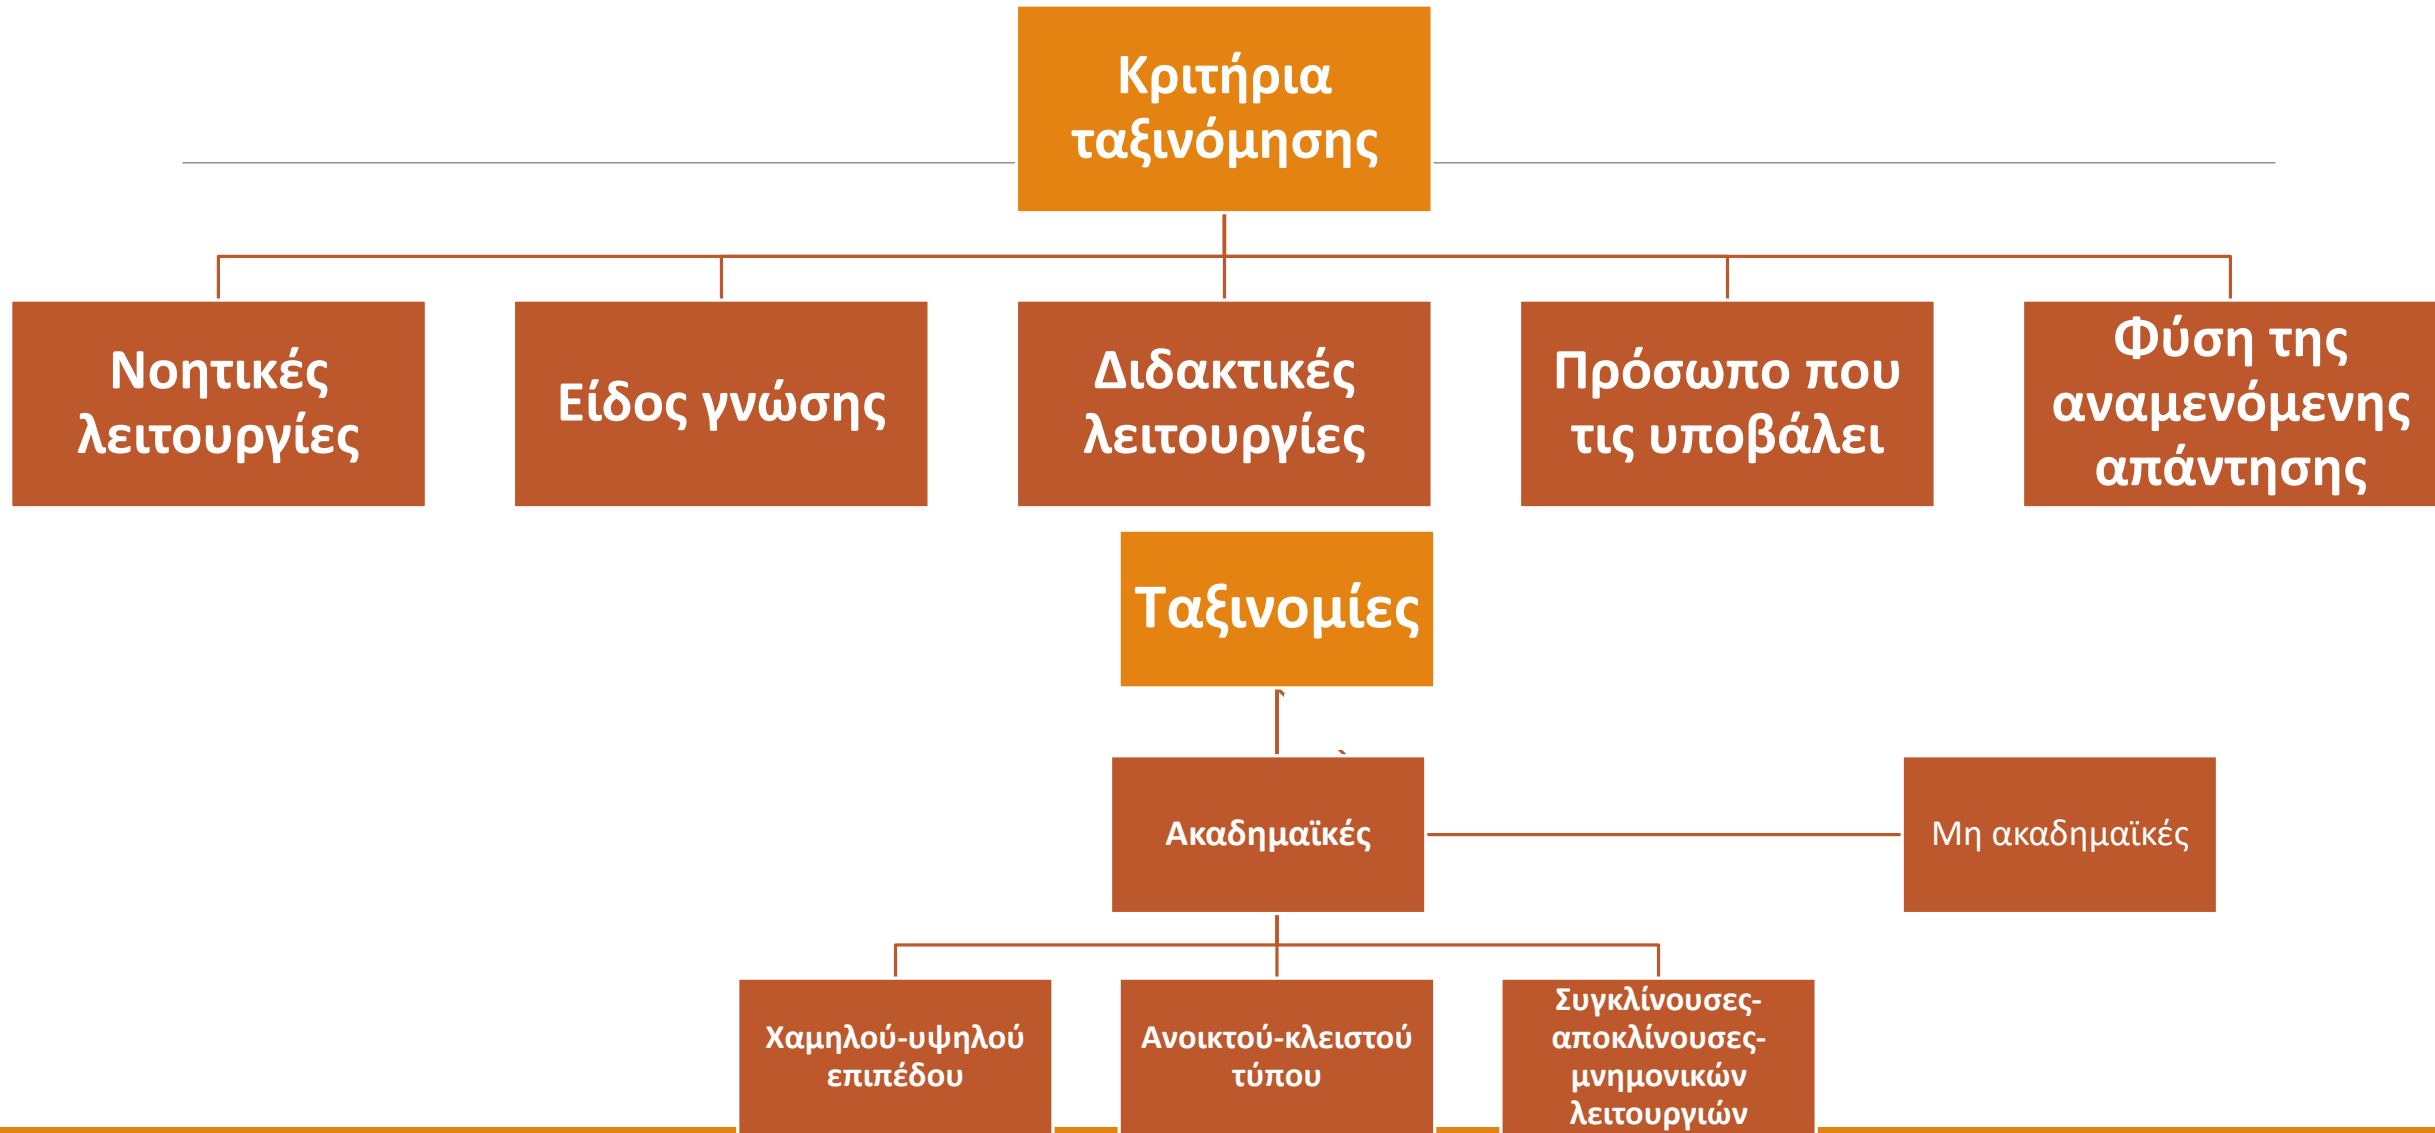 Κριτήρια
ταξινόμησης
Νοητικές
λειτουργίες
Είδος γνώσης
Διδακτικές
λειτουργίες
Πρόσωπο που
τις υποβάλει
Φύση της
αναμενόμενης
απάντησης
Ταξινομίες
Ακαδημαϊκές
Μη ακαδημαϊκές
Χαμηλού-υψηλού
επιπέδου
Ανοικτού-κλειστού
τύπου
Συγκλίνουσες-
αποκλίνουσες-
μνημονικών
λειτουργιών